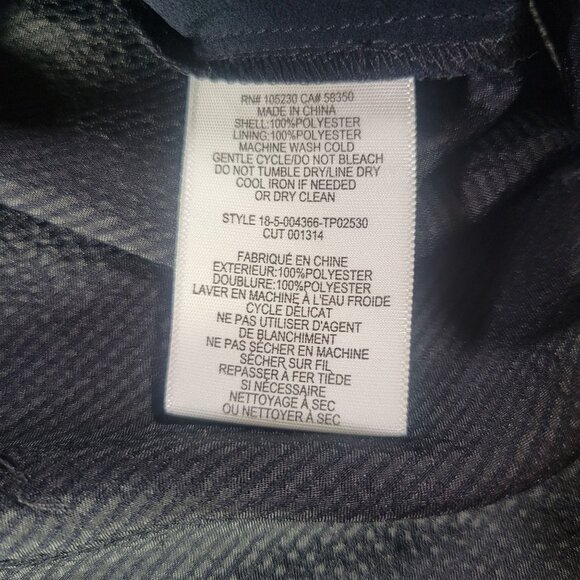 RN# 105230 CA# 58350
MADE IN CHINA
SHELL:100%POLYESTER
LINING:100%POLYESTER
MACHINE WASH COLD
GENTLE CYCLE/DO NOT BLEACH
DO NOT TUMBLE DRY/LINE DRY
COOL IRON IF NEEDED
OR DRY CLEAN
STYLE 18-5-004366-TP02530
CUT 001314
FABRIQUÉ EN CHINE
EXTERIEUR:100%POLYESTER
DOUBLURE:100%POLYESTER
LAVER EN MACHINE À L'EAU FROIDE
CYCLE DÉLICAT
NE PAS UTILISER D'AGENT
DE BLANCHIMENT
NE PAS SÉCHER EN MACHINE
SÉCHER SUR FIL
REPASSER À FER TIÈDE
SI NÉCESSAIRE
NETTOYAGE À SEC
OU NETTOYER À SEC